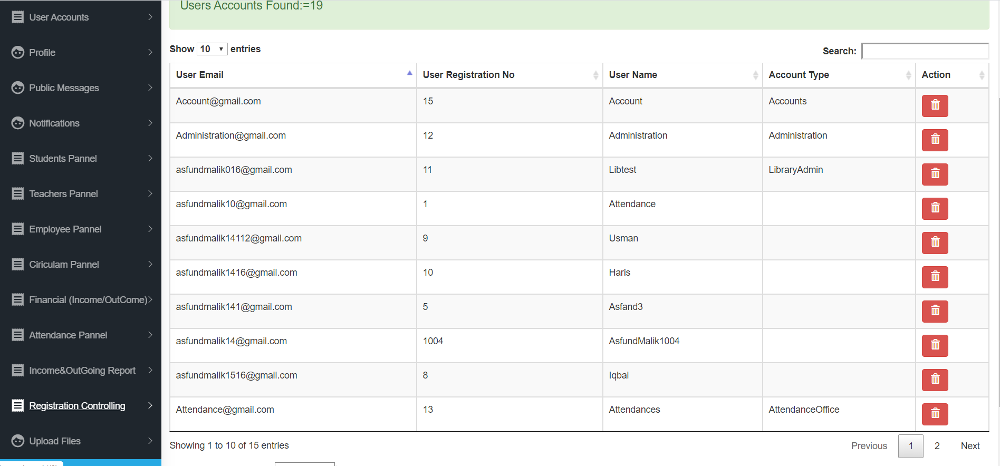 User Accounts
Profile
Public Messages
Notifications
Students Pannel
Teachers Pannel
Employee Pannel
Ciriculam Pannel
Financial (Income/OutCome)
Attendance Pannel
Income&OutGoing Report
Registration Controlling
Upload Files
Users Accounts Found:=19
Show 10 entries
Search:
User Email User Registration No User Name Account Type Action
Account@gmail.com 15 Account Accounts
Administration@gmail.com 12 Administration Administration
asfundmalik016@gmail.com 11 Libtest LibraryAdmin
asfundmalik10@gmail.com 1 Attendance
asfundmalik14112@gmail.com 9 Usman
asfundmalik1416@gmail.com 10 Haris
asfundmalik141@gmail.com 5 Asfand3
asfundmalik14@gmail.com 1004 AsfundMalik1004
asfundmalik1516@gmail.com 8 Iqbal
Attendance@gmail.com 13 Attendances AttendanceOffice
Showing 1 to 10 of 15 entries
Previous 1 2 Next